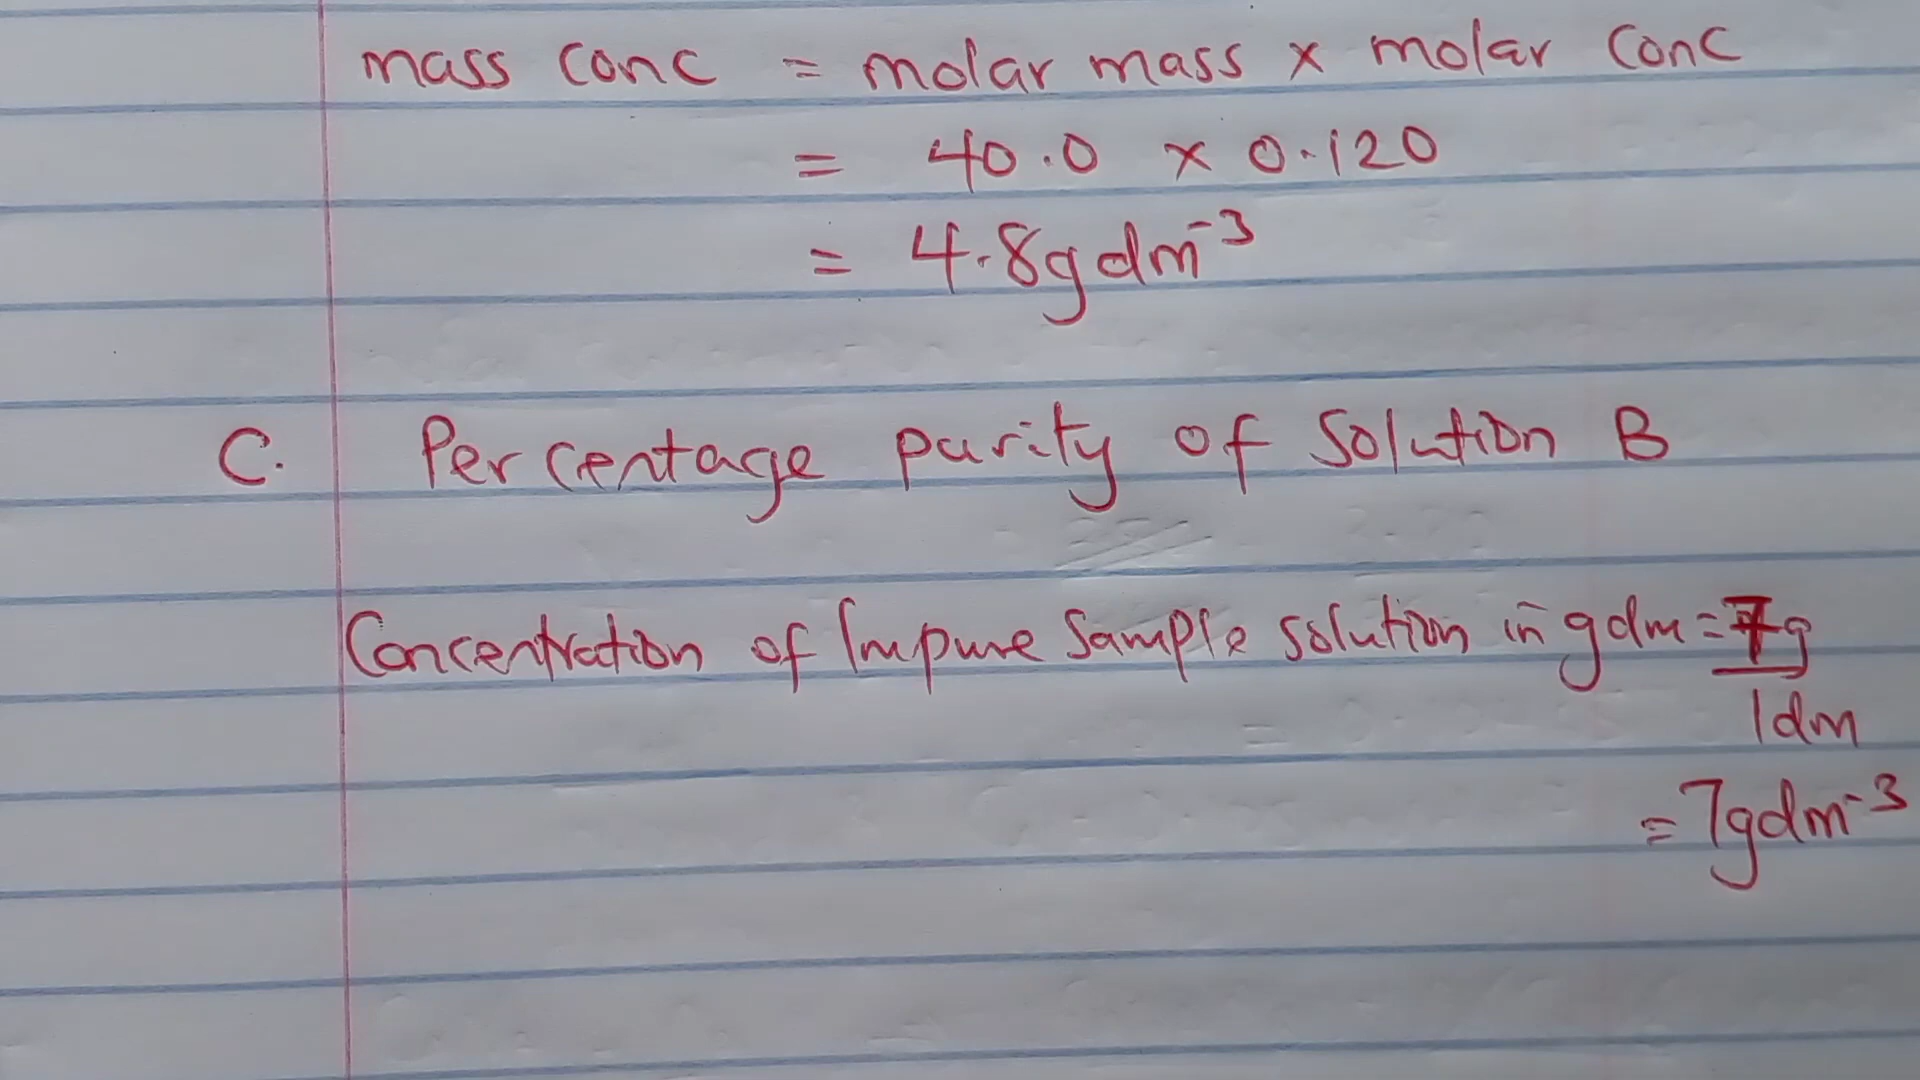 mass conc = molar mass x molar conc
= 40.0 x 0.120
= 4.8gdm⁻³
C. Percentage purity of Solution B
Concentration of Impure Sample solution in gdm = 7g
1dm
= 7gdm⁻³